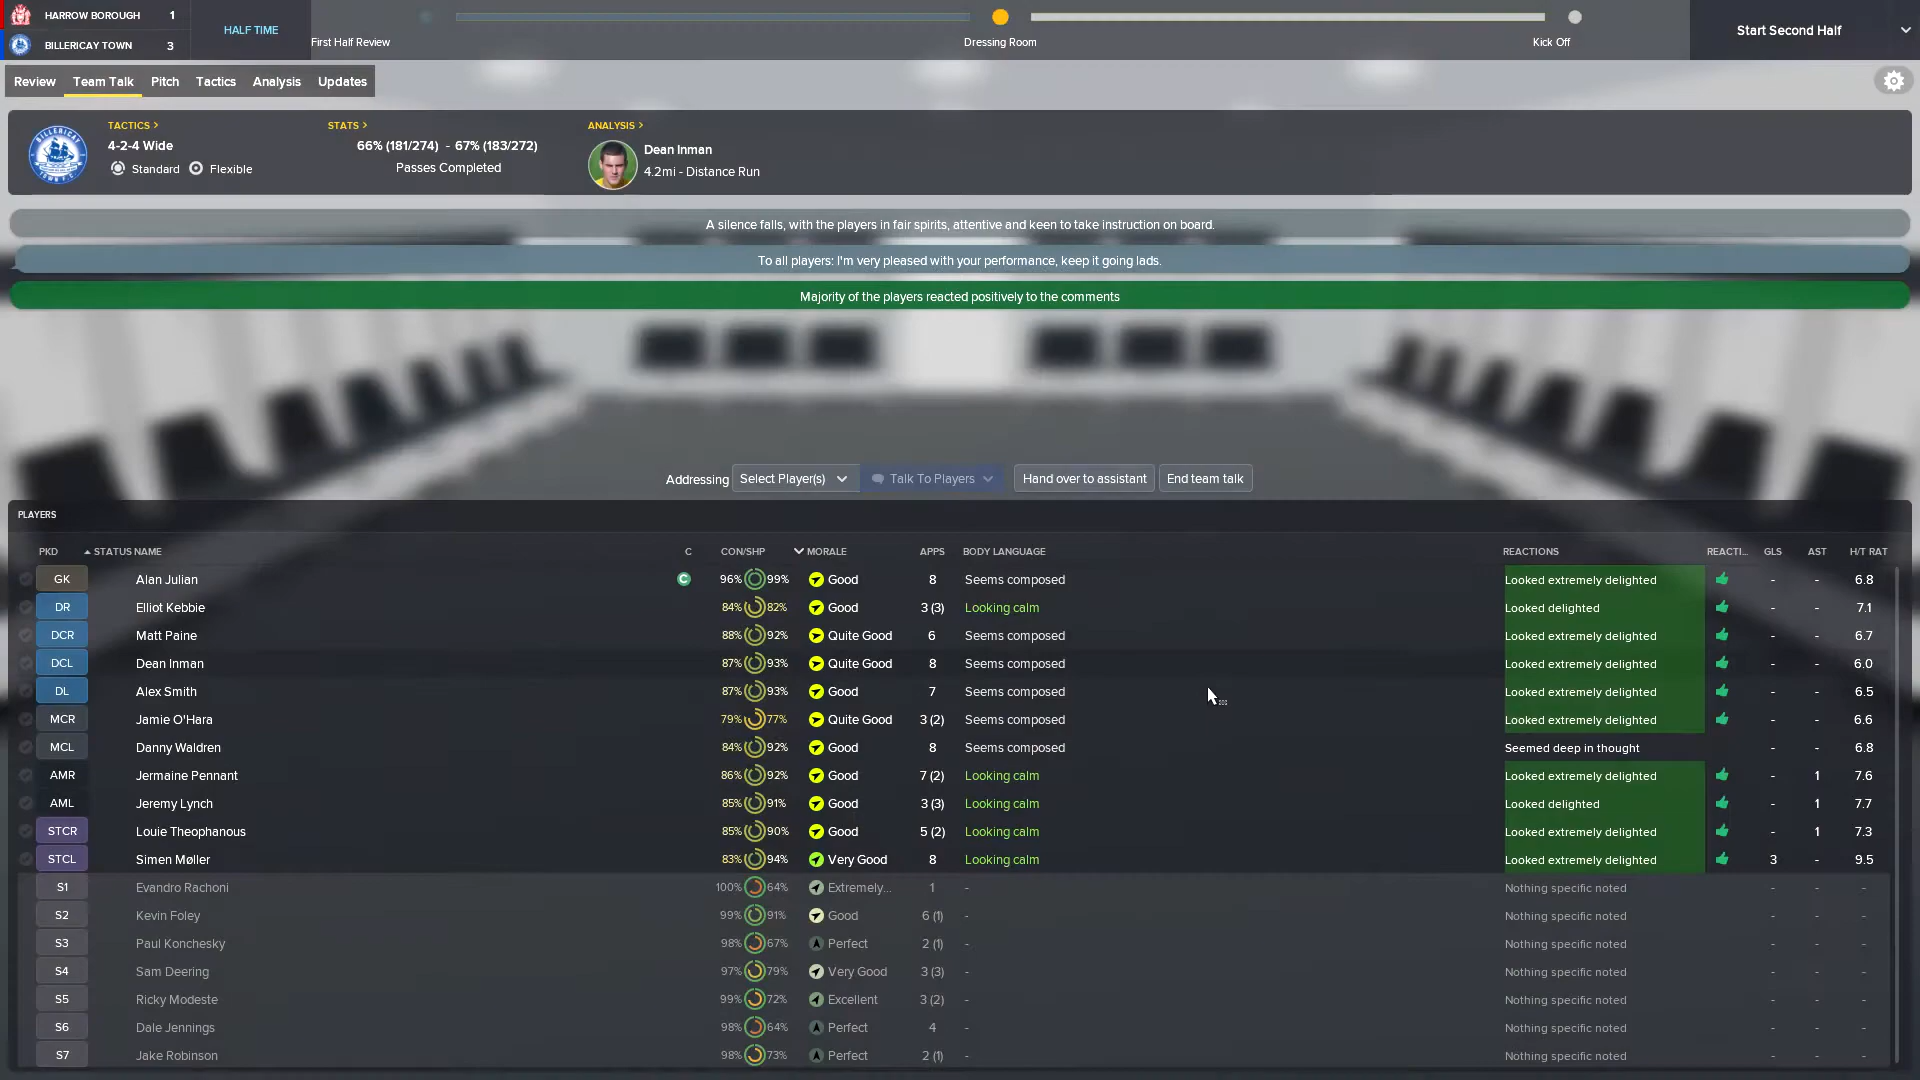 HARROW BOROUGH 1
BILLERICAY TOWN 3
HALF TIME
First Half Review
Dressing Room
Kick Off
Start Second Half
Review Team Talk Pitch Tactics Analysis Updates
TACTICS >
4-2-4 Wide
Standard Flexible
STATS >
66% (181/274) - 67% (183/272)
Passes Completed
ANALYSIS >
Dean Inman
4.2mi - Distance Run
A silence falls, with the players in fair spirits, attentive and keen to take instruction on board.
To all players: I'm very pleased with your performance, keep it going lads.
Majority of the players reacted positively to the comments
Addressing Select Player(s) Talk To Players Hand over to assistant End team talk
PLAYERS
PKD STATUS NAME C CON/SHP MORALE APPS BODY LANGUAGE REACTIONS REACTI... GLS AST H/T RAT
GK Alan Julian C 96% 99% Good 8 Seems composed Looked extremely delighted - - 6.8
DR Elliot Kebbie 84% 82% Good 3 (3) Looking calm Looked delighted - - 7.1
DCR Matt Paine 88% 92% Quite Good 6 Seems composed Looked extremely delighted - - 6.7
DCL Dean Inman 87% 93% Quite Good 8 Seems composed Looked extremely delighted - - 6.0
DL Alex Smith 87% 93% Good 7 Seems composed Looked extremely delighted - - 6.5
MCR Jamie O'Hara 79% 77% Quite Good 3 (2) Seems composed Looked extremely delighted - - 6.6
MCL Danny Waldren 84% 92% Good 8 Seems composed Seemed deep in thought - - 6.8
AMR Jermaine Pennant 86% 92% Good 7 (2) Looking calm Looked extremely delighted - 1 7.6
AML Jeremy Lynch 85% 91% Good 3 (3) Looking calm Looked delighted - 1 7.7
STCR Louie Theophanous 85% 90% Good 5 (2) Looking calm Looked extremely delighted - 1 7.3
STCL Simen Møller 83% 94% Very Good 8 Looking calm Looked extremely delighted 3 - 9.5
S1 Evandro Rachoni 100% 64% Extremely... 1 - Nothing specific noted - - -
S2 Kevin Foley 99% 91% Good 6 (1) - Nothing specific noted - - -
S3 Paul Konchesky 98% 67% Perfect 2 (1) - Nothing specific noted - - -
S4 Sam Deering 97% 79% Very Good 3 (3) - Nothing specific noted - - -
S5 Ricky Modeste 99% 72% Excellent 3 (2) - Nothing specific noted - - -
S6 Dale Jennings 98% 64% Perfect 4 - Nothing specific noted - - -
S7 Jake Robinson 98% 73% Perfect 2 (1) - Nothing specific noted - - -